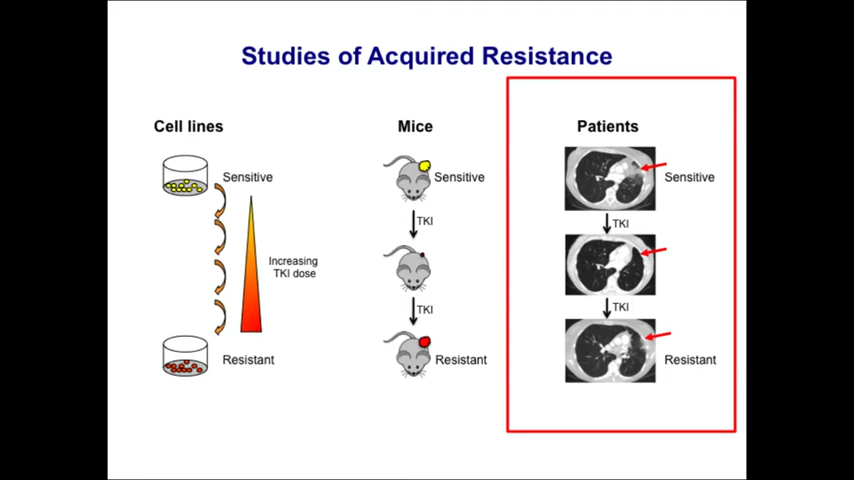 Studies of Acquired Resistance
Cell lines
Sensitive
Increasing
TKI dose
Resistant
Mice
Sensitive
TKI
TKI
Resistant
Patients
Sensitive
TKI
TKI
Resistant